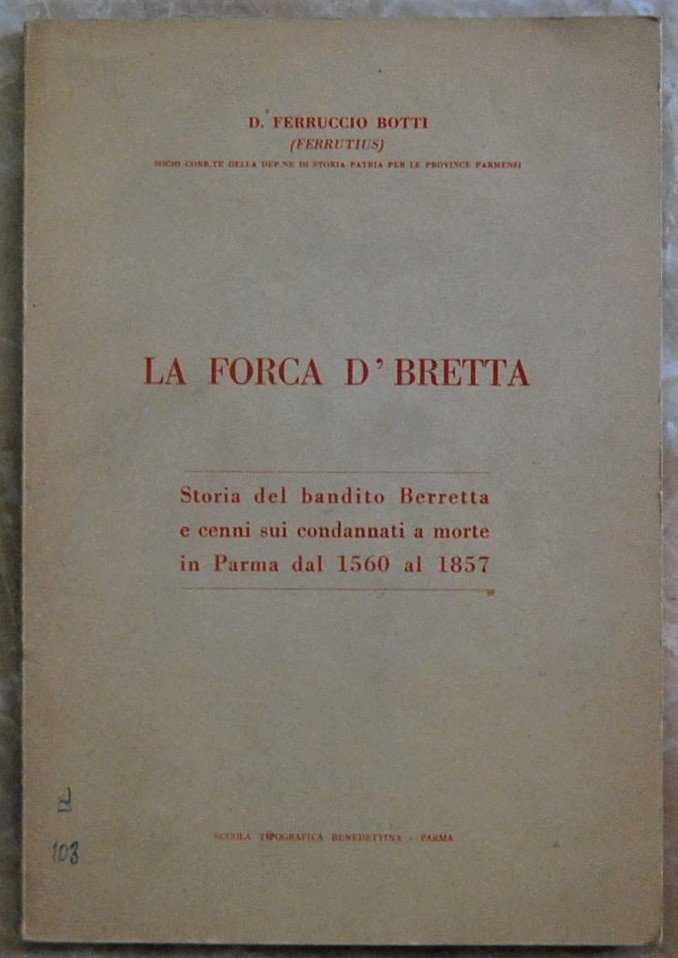 D. FERRUCCIO BOTTI
(FERRUTIUS)
SOCIO CORR.TE DELLA DEP.NE DI STORIA PATRIA PER LE PROVINCE PARMENSI
LA FORCA D'BRETTA
Storia del bandito Berretta
e cenni sui condannati a morte
in Parma dal 1560 al 1857
SCUOLA TIPOGRAFICA BENEDETTINA - PARMA
103